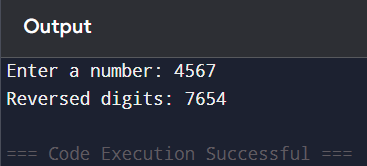 Output
Enter a number: 4567
Reversed digits: 7654
=== Code Execution Successful ===